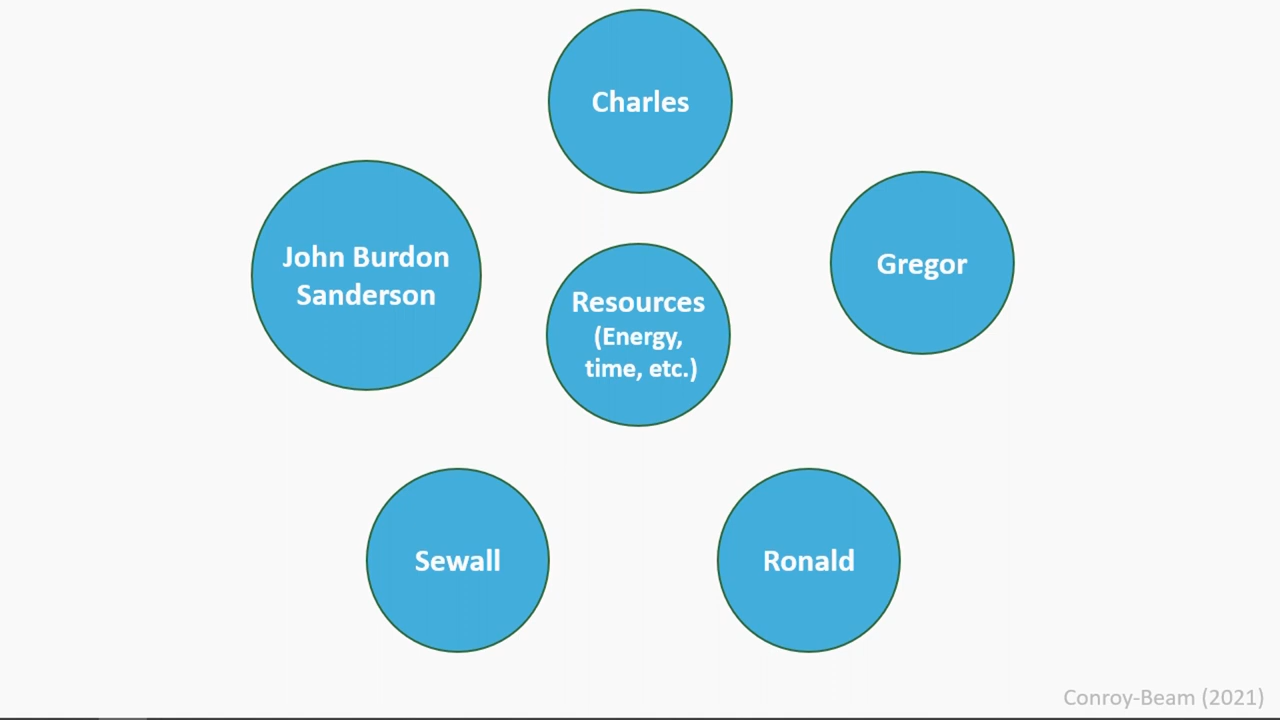 Charles
John Burdon
Sanderson
Gregor
Resources
(Energy,
time, etc.)
Sewall
Ronald
Conroy-Beam (2021)